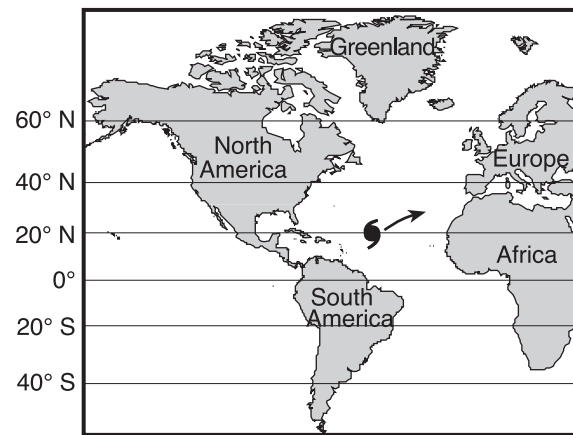 Greenland
60° N
North
America
Europe
40° N
20° N
Africa
0°
South
America
20° S
40° S